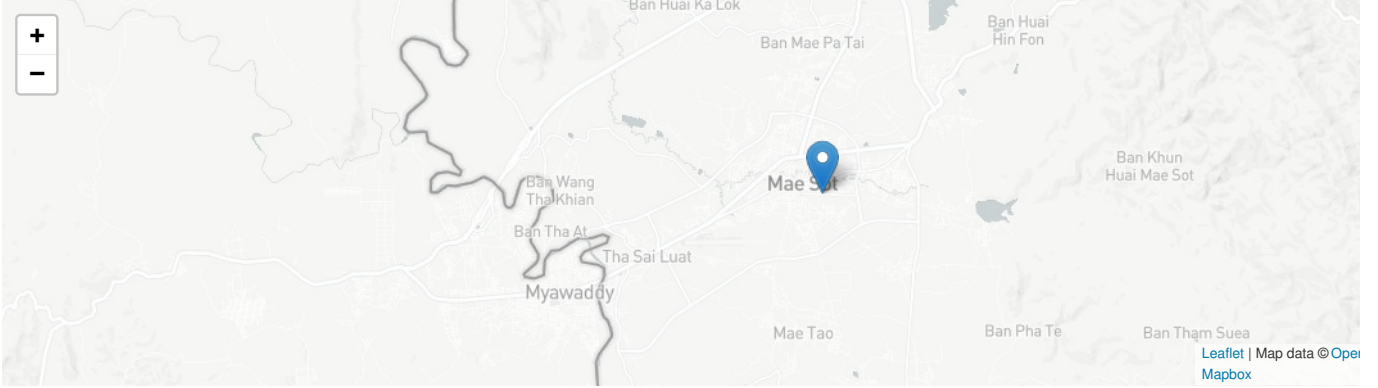 +
−
Ban Huai Ka Lok
Ban Huai
Hin Fon
Ban Mae Pa Tai
Ban Khun
Huai Mae Sot
Mae Sot
Ban Wang
Tha Khian
Ban Tha At
Tha Sai Luat
Myawaddy
Mae Tao
Ban Pha Te
Ban Tham Suea
Leaflet | Map data © Open
Mapbox